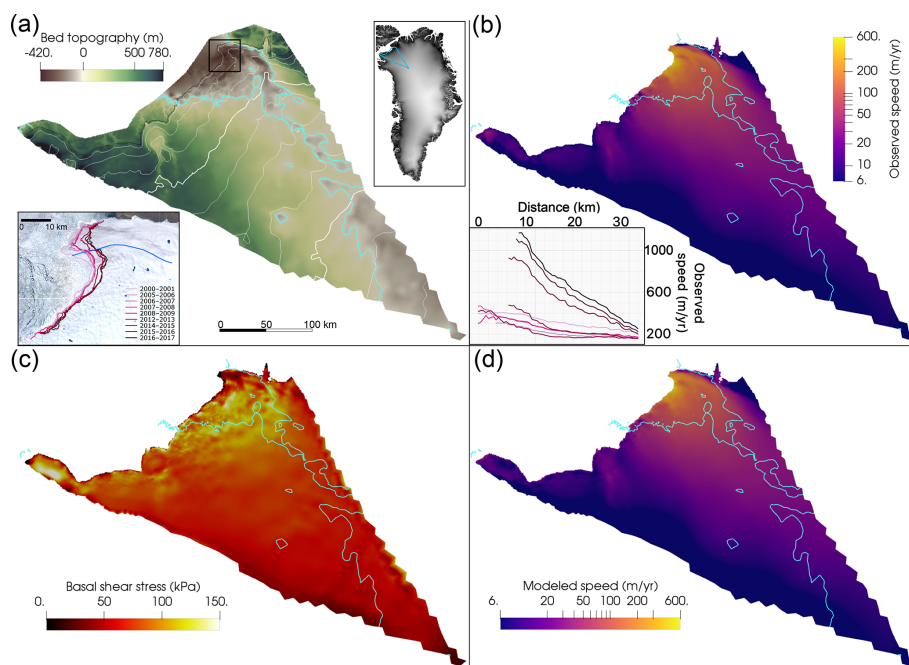 (a)
Bed topography (m)
-420. 0 500 780.
0 10 km
2000-2001
2005-2006
2006-2007
2007-2008
2008-2009
2012-2013
2014-2015
2015-2016
2016-2017
0 50 100 km
(b)
600.
200
100
50
20
10
6.
Observed speed (m/yr)
Distance (km)
0 10 20 30
1000
600
200
Observed
speed (m/yr)
(c)
Basal shear stress (kPa)
0. 50 100 150.
(d)
Modeled speed (m/yr)
6. 20 50 100 200 600.